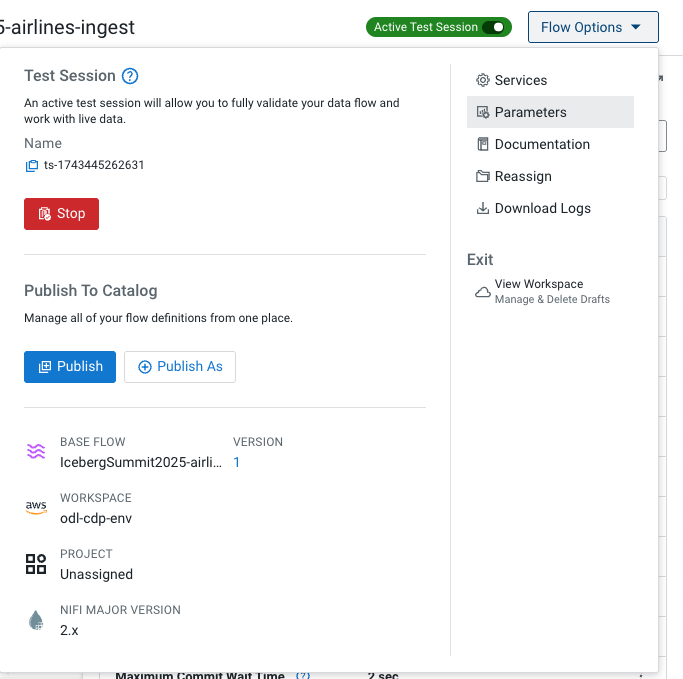 5-airlines-ingest
Active Test Session
Flow Options
Test Session
An active test session will allow you to fully validate your data flow and
work with live data.
Name
ts-1743445262631
Stop
Publish To Catalog
Manage all of your flow definitions from one place.
Publish
Publish As
BASE FLOW
IcebergSummit2025-airli...
VERSION
1
aws
WORKSPACE
odl-cdp-env
PROJECT
Unassigned
NIFI MAJOR VERSION
2.x
Services
Parameters
Documentation
Reassign
Download Logs
Exit
View Workspace
Manage & Delete Drafts
Maximum Commit Wait Time
2 sec